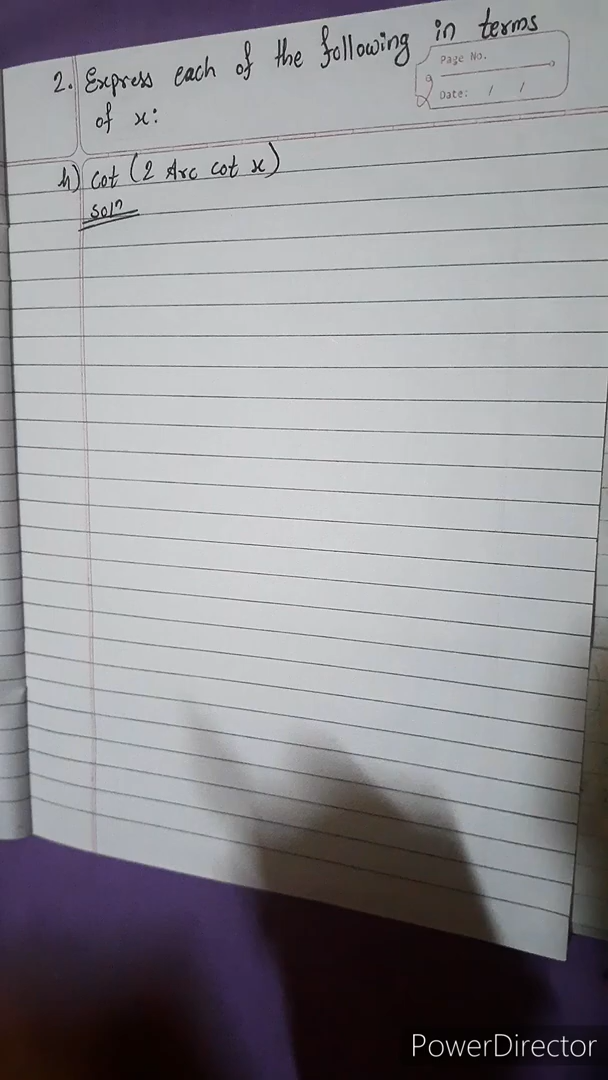 2. Express each of the following in terms
Page No.
Date: / /
of x:
h) cot (2 Arc cot x)
Soln
PowerDirector